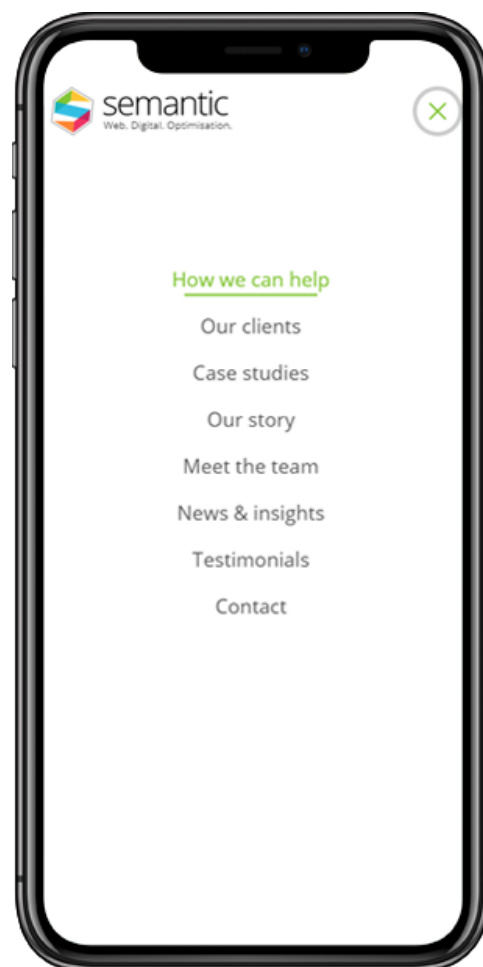 semantic
Web. Digital. Optimisation.
How we can help
Our clients
Case studies
Our story
Meet the team
News & insights
Testimonials
Contact